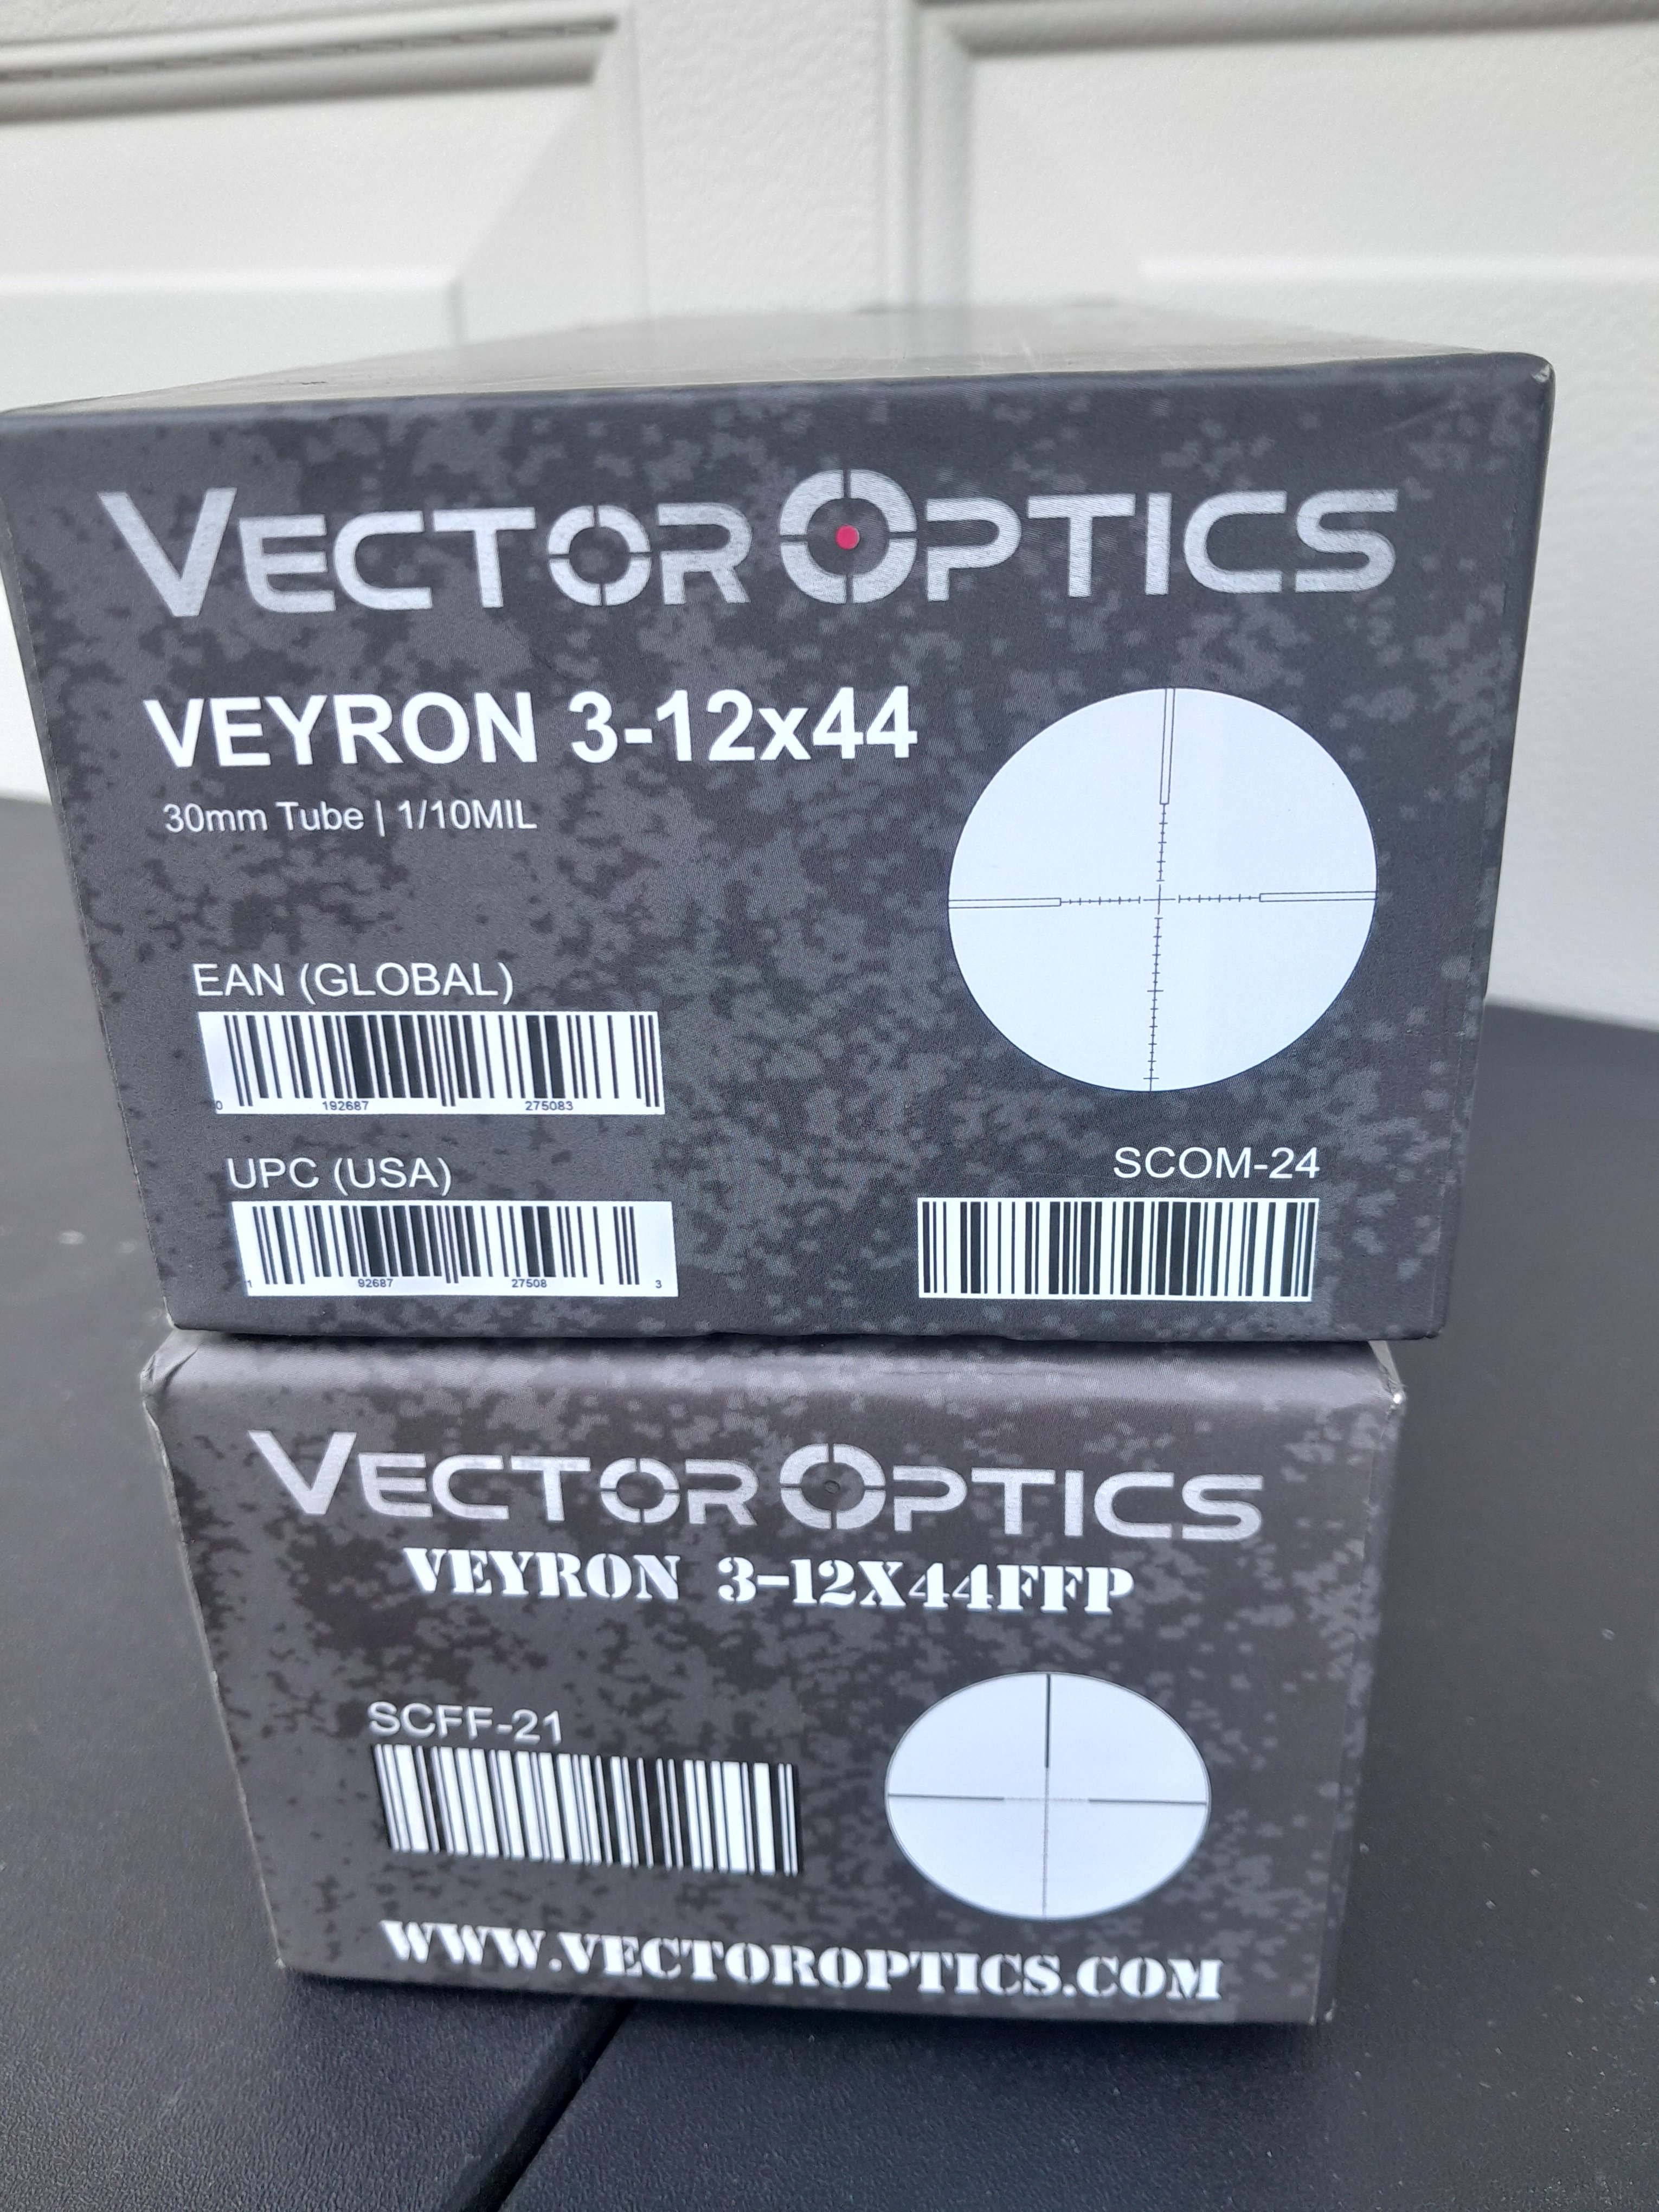 VECTOR OPTICS
VEYRON 3-12x44
30mm Tube | 1/10MIL
EAN (GLOBAL)
0 192687 275083
UPC (USA)
1 92687 27508 3
SCOM-24
VECTOR OPTICS
VEYRON 3-12X44FFP
SCFF-21
WWW.VECTOROPTICS.COM